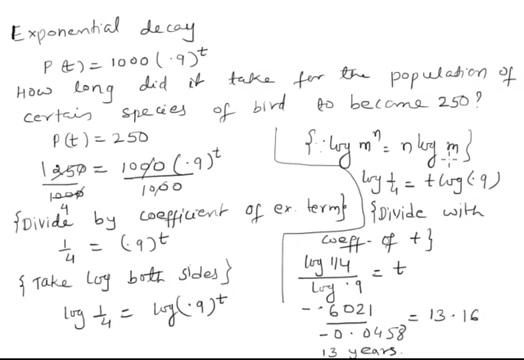 Exponential decay
P(t) = 1000(.9)^t
How long did it take for the population of
certain species of bird to become 250?
P(t) = 250
1 250/1000 4 = 1000(.9)^t/1000
{Divide by coefficient of ex. term}
1/4 = (.9)^t
{Take Log both sides}
log 1/4 = log(.9)^t
{∵ log m^n = n log m}
log 1/4 = t log(.9)
{Divide with
coeff. of t}
log 1/4 / log .9 = t
-.6021 / -0.0458 = 13.16
13 years.